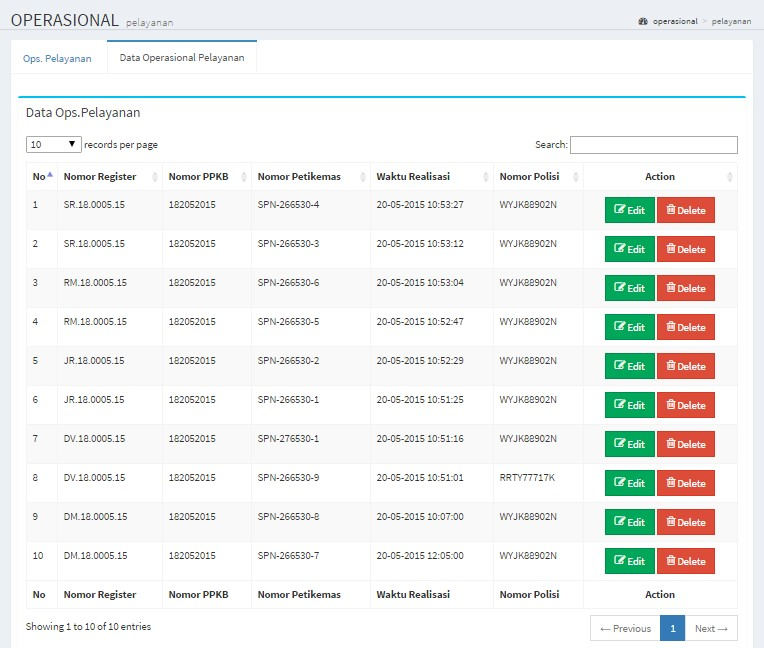 OPERASIONAL pelayanan
operasional > pelayanan
Ops. Pelayanan Data Operasional Pelayanan
Data Ops.Pelayanan
10 records per page Search:
No Nomor Register Nomor PPKB Nomor Petikemas Waktu Realisasi Nomor Polisi Action
1 SR.18.0005.15 182052015 SPN-266530-4 20-05-2015 10:53:27 WYJK88902N Edit Delete
2 SR.18.0005.15 182052015 SPN-266530-3 20-05-2015 10:53:12 WYJK88902N Edit Delete
3 RM.18.0005.15 182052015 SPN-266530-6 20-05-2015 10:53:04 WYJK88902N Edit Delete
4 RM.18.0005.15 182052015 SPN-266530-5 20-05-2015 10:52:47 WYJK88902N Edit Delete
5 JR.18.0005.15 182052015 SPN-266530-2 20-05-2015 10:52:29 WYJK88902N Edit Delete
6 JR.18.0005.15 182052015 SPN-266530-1 20-05-2015 10:51:25 WYJK88902N Edit Delete
7 DV.18.0005.15 182052015 SPN-276530-1 20-05-2015 10:51:16 WYJK88902N Edit Delete
8 DV.18.0005.15 182052015 SPN-266530-9 20-05-2015 10:51:01 RRTY77717K Edit Delete
9 DM.18.0005.15 182052015 SPN-266530-8 20-05-2015 10:07:00 WYJK88902N Edit Delete
10 DM.18.0005.15 182052015 SPN-266530-7 20-05-2015 12:05:00 WYJK88902N Edit Delete
No Nomor Register Nomor PPKB Nomor Petikemas Waktu Realisasi Nomor Polisi Action
Showing 1 to 10 of 10 entries ← Previous 1 Next →